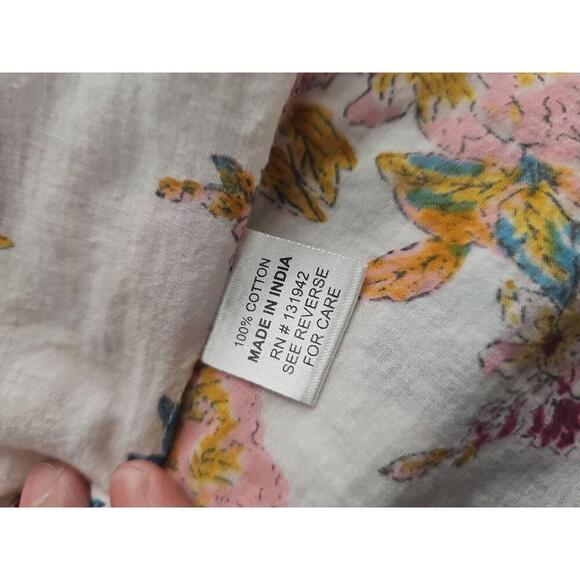 100% COTTON
MADE IN INDIA
RN # 131942
SEE REVERSE
FOR CARE